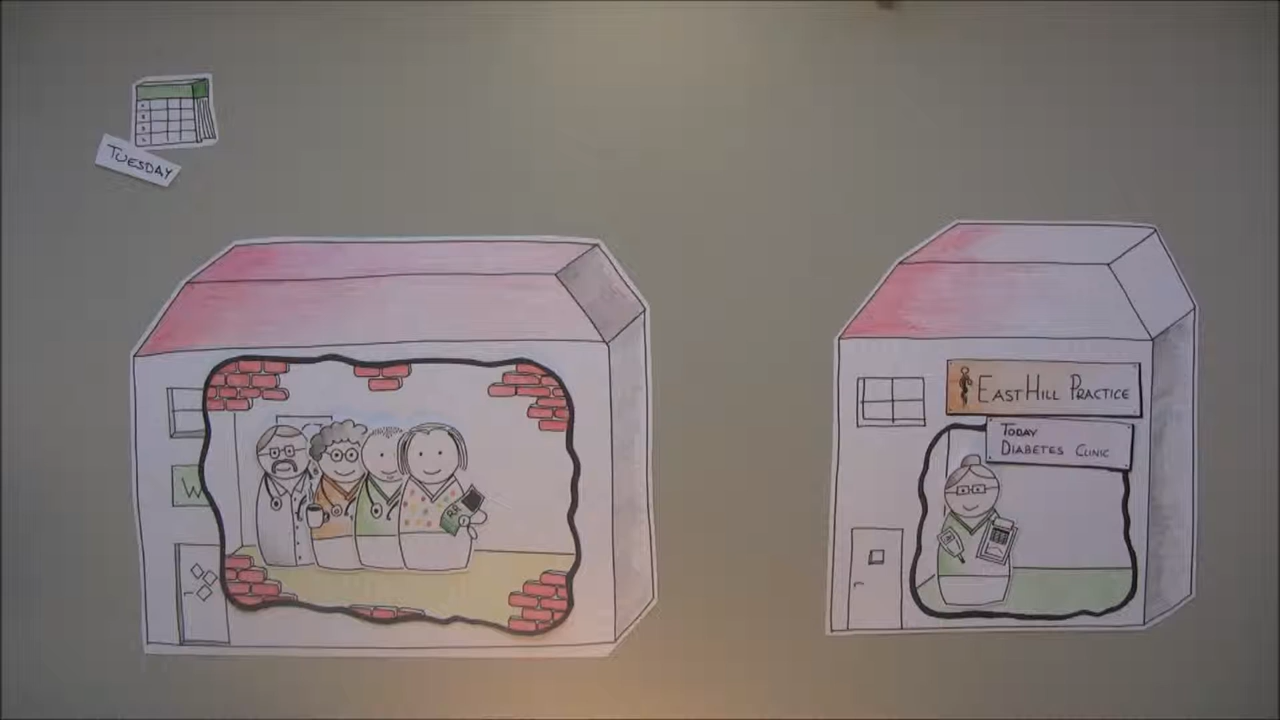 TUESDAY
W
EAST HILL PRACTICE
TODAY
DIABETES CLINIC